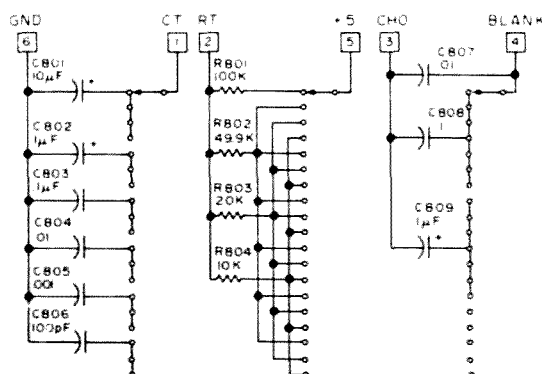 GND CT RT +5 CHO BLANK
6 1 2 5 3 4
C801
10μF
+
R801
100K
C807
.01
C802
1μF
+
R802
49.9K
C808
.1
C803
1μF
R803
20K
C809
1μF
+
C804
.01
R804
10K
C805
.001
C806
100pF